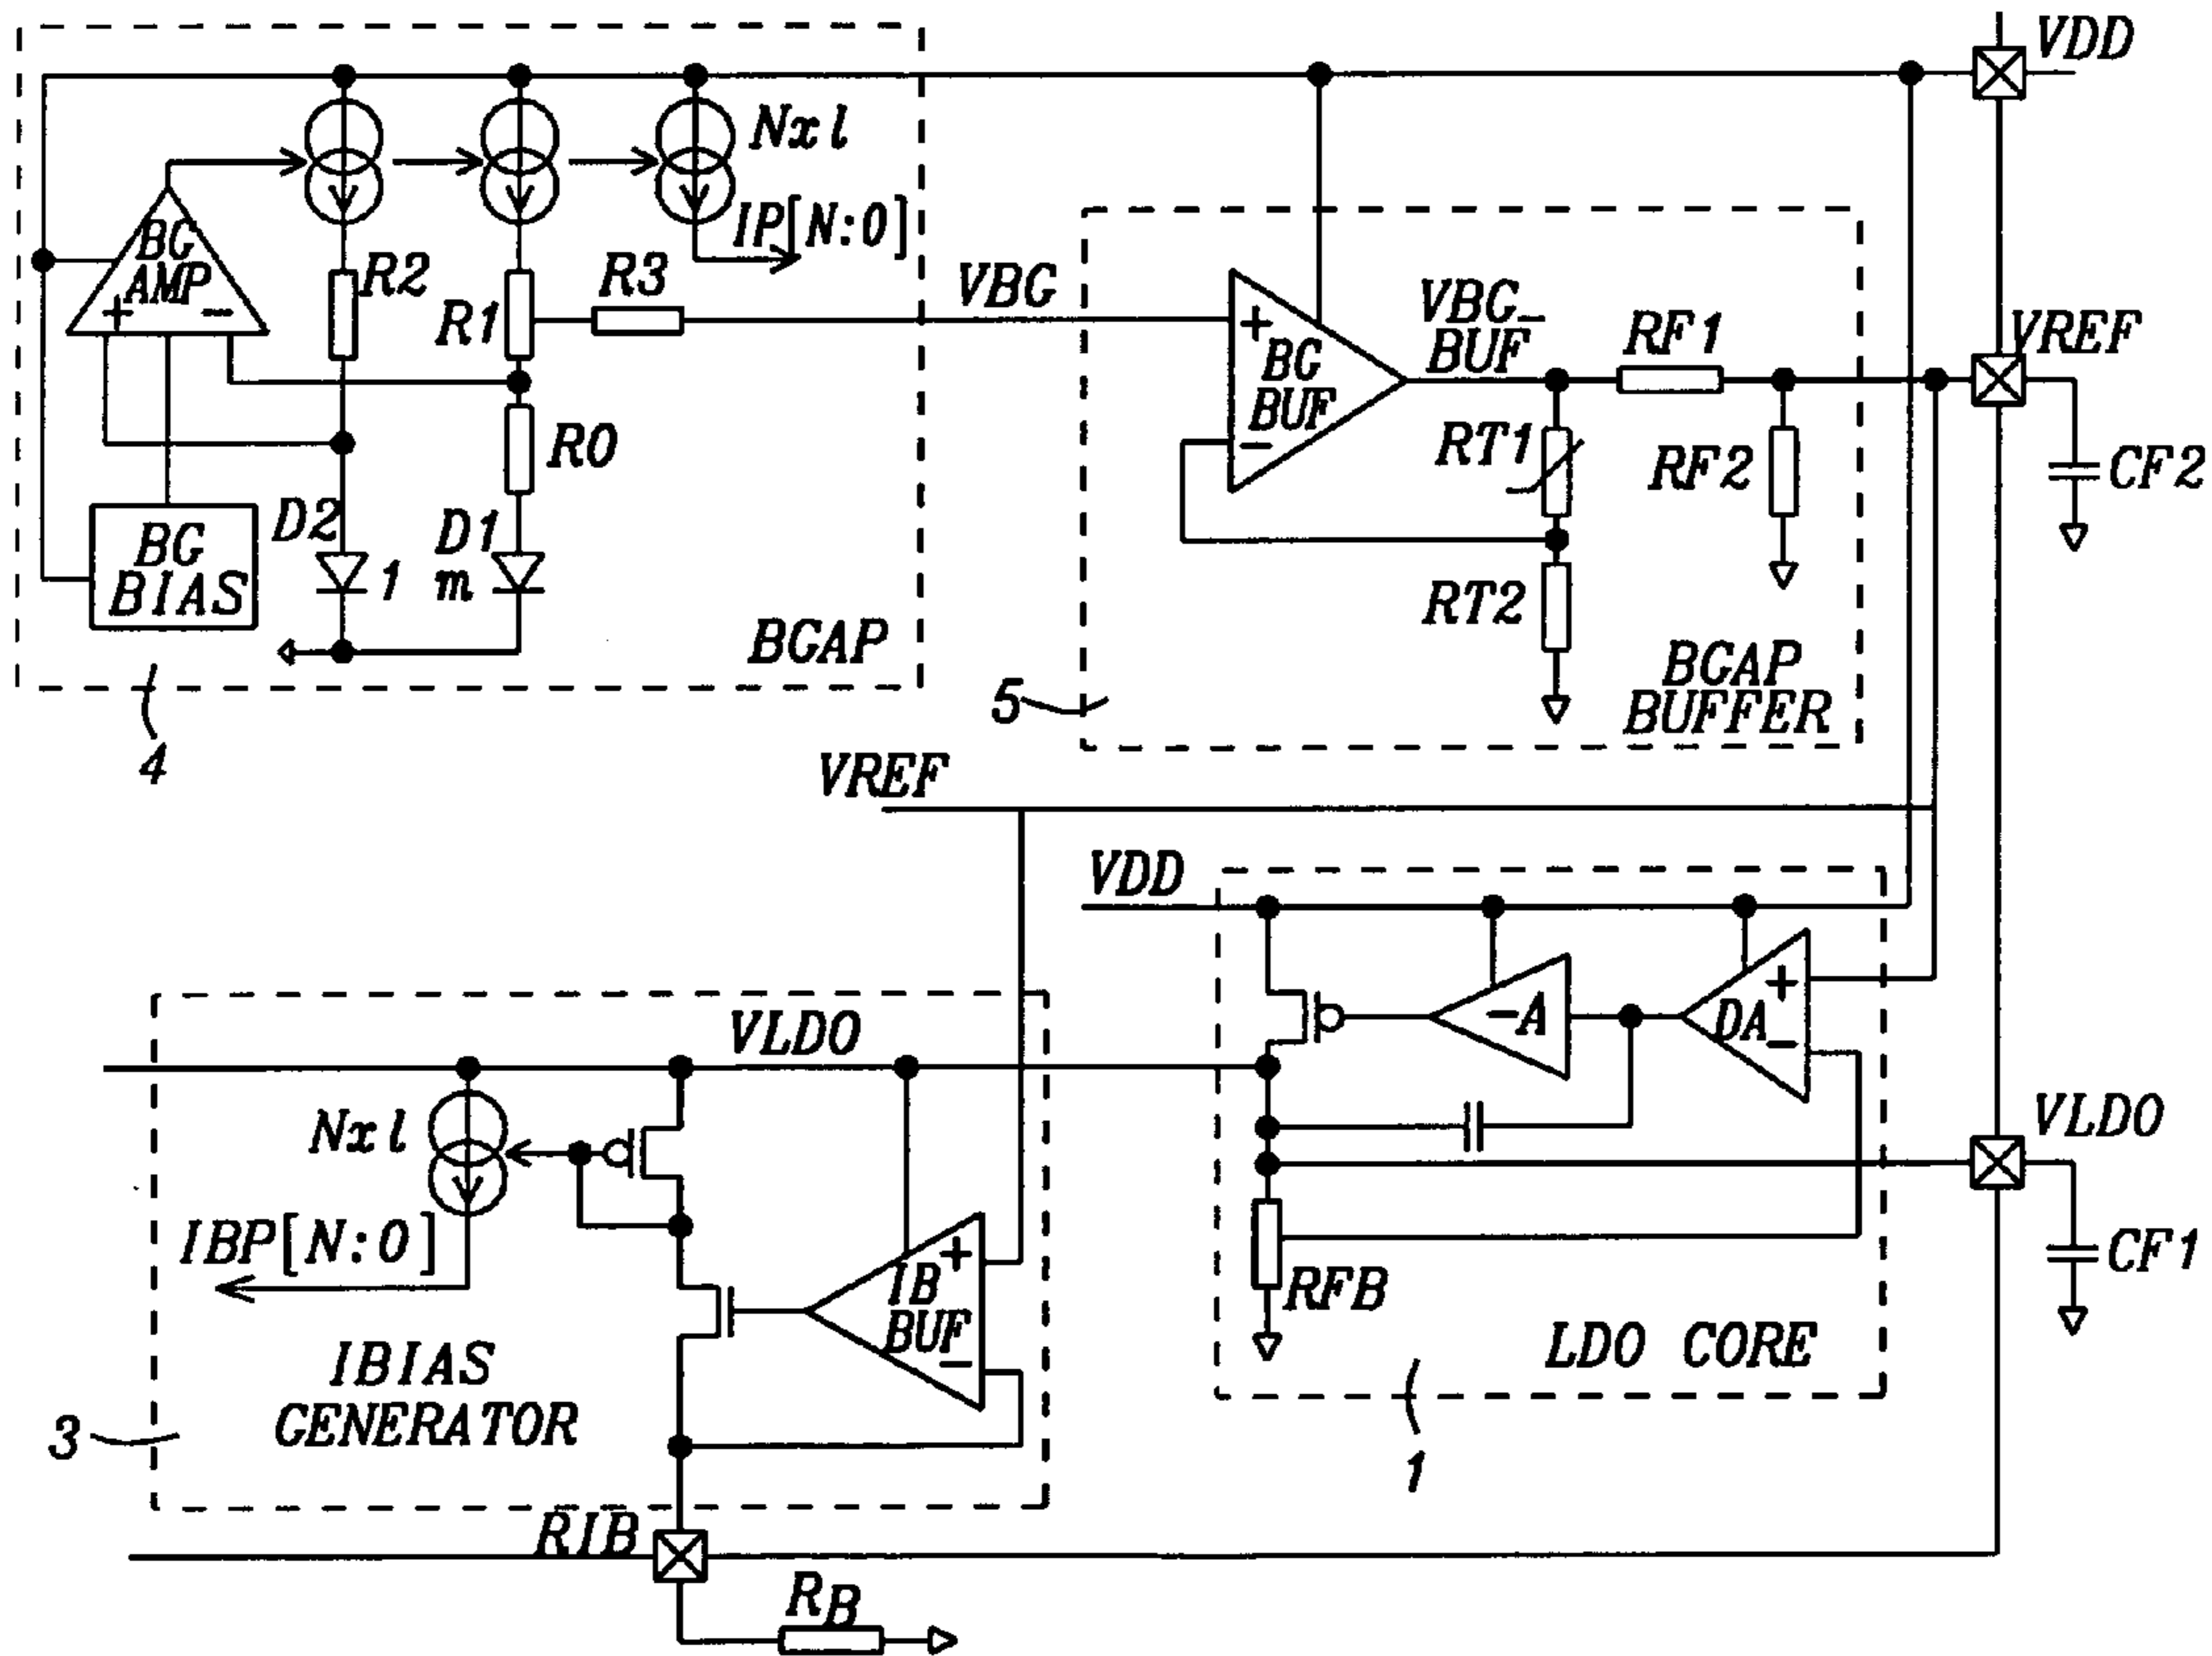 VDD
Nxl
IP[N:0]
BG
AMP
+ -
R2
R1
R3
VBG
R0
D2
1
D1
m
BG
BIAS
BGAP
4
VBG_
BUF
+
BG
BUF
-
RF1
VREF
RT1
RF2
CF2
RT2
BGAP
BUFFER
5
VREF
VDD
-A
DA
+
-
VLDO
VLDO
Nxl
CF1
IBP[N:0]
+
IB
BUF
-
RFB
LDO CORE
IBIAS
GENERATOR
3
1
RIB
RB